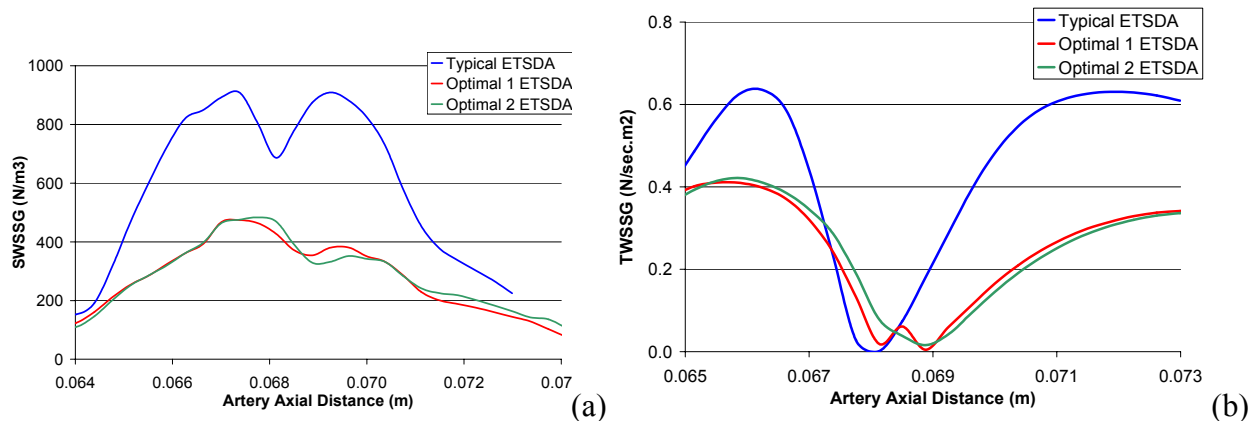 Typical ETSDA
Optimal 1 ETSDA
Optimal 2 ETSDA
1000
800
600
400
200
0
SWSSG (N/m3)
0.064
0.066
0.068
0.070
0.072
0.07
Artery Axial Distance (m)
(a)
Typical ETSDA
Optimal 1 ETSDA
Optimal 2 ETSDA
0.8
0.6
0.4
0.2
0.0
TWSSG (N/sec.m2)
0.065
0.067
0.069
0.071
0.073
Artery Axial Distance (m)
(b)